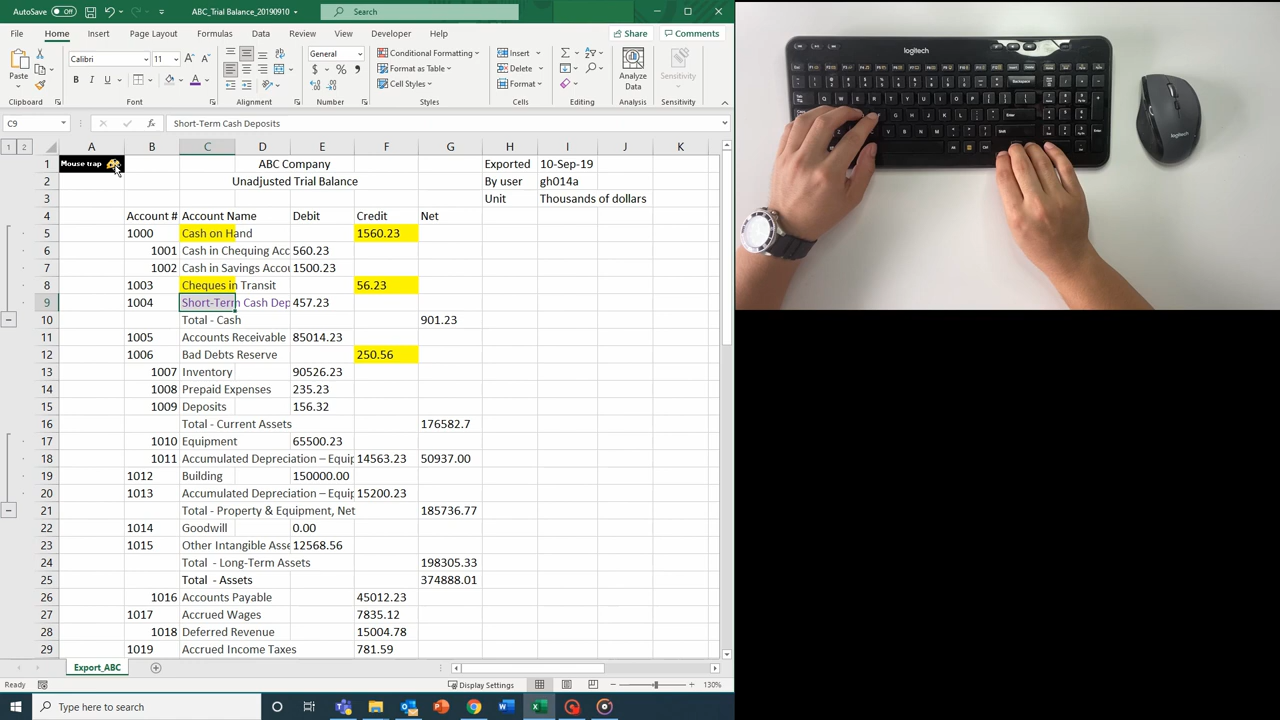 AutoSave Off ABC_Trial Balance_20190910 Search
File Home Insert Page Layout Formulas Data Review View Developer Help Share Comments
Paste Calibri 11 General Conditional Formatting Insert Analyze Data Sensitivity
B I U $ % Format as Table Delete
Cell Styles Format
Clipboard Font Alignment Number Styles Cells Editing Analysis Sensitivity
C9 fx Short-Term Cash Deposits
1 2 A B C D E F G H I J K
1 Mouse trap ABC Company Exported 10-Sep-19
2 Unadjusted Trial Balance By user gh014a
3 Unit Thousands of dollars
4 Account # Account Name Debit Credit Net
5 1000 Cash on Hand 1560.23
6 1001 Cash in Chequing Acc 560.23
7 1002 Cash in Savings Accou 1500.23
8 1003 Cheques in Transit 56.23
9 1004 Short-Term Cash Dep 457.23
10 Total - Cash 901.23
11 1005 Accounts Receivable 85014.23
12 1006 Bad Debts Reserve 250.56
13 1007 Inventory 90526.23
14 1008 Prepaid Expenses 235.23
15 1009 Deposits 156.32
16 Total - Current Assets 176582.7
17 1010 Equipment 65500.23
18 1011 Accumulated Depreciation – Equip 14563.23 50937.00
19 1012 Building 150000.00
20 1013 Accumulated Depreciation – Equip 15200.23
21 Total - Property & Equipment, Net 185736.77
22 1014 Goodwill 0.00
23 1015 Other Intangible Asse 12568.56
24 Total - Long-Term Assets 198305.33
25 Total - Assets 374888.01
26 1016 Accounts Payable 45012.23
27 1017 Accrued Wages 7835.12
28 1018 Deferred Revenue 15004.78
29 1019 Accrued Income Taxes 781.59
Export_ABC
Ready Display Settings 130%
Type here to search
logitech
logitech